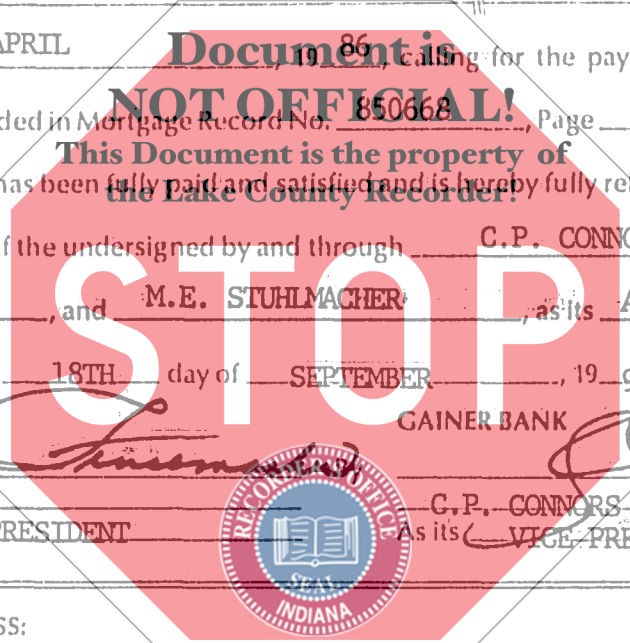 APRIL , 19 86 , calling for the pay
Document is
ded in Mortgage Record No. 850668 , Page
NOT OFFICIAL!
This Document is the property of
has been fully paid and satisfied and is hereby fully re
the Lake County Recorder!
f the undersigned by and through C.P. CONNO
, and M.E. STUHLMACHER , as its A
STOP
18TH day of SEPTEMBER , 19
GAINER BANK
C.P. CONNORS
PRESIDENT As its VICE PRE
RECORDER'S OFFICE
SEAL
INDIANA
SS: